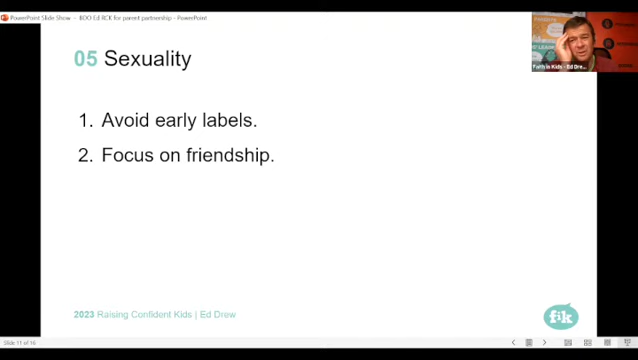 PowerPoint Slide Show - BOO Ed RCK for parent partnership - PowerPoint
05 Sexuality
1. Avoid early labels.
2. Focus on friendship.
Faith in Kids - Ed Drew...
2023 Raising Confident Kids | Ed Drew
fik
Slide 11 of 16